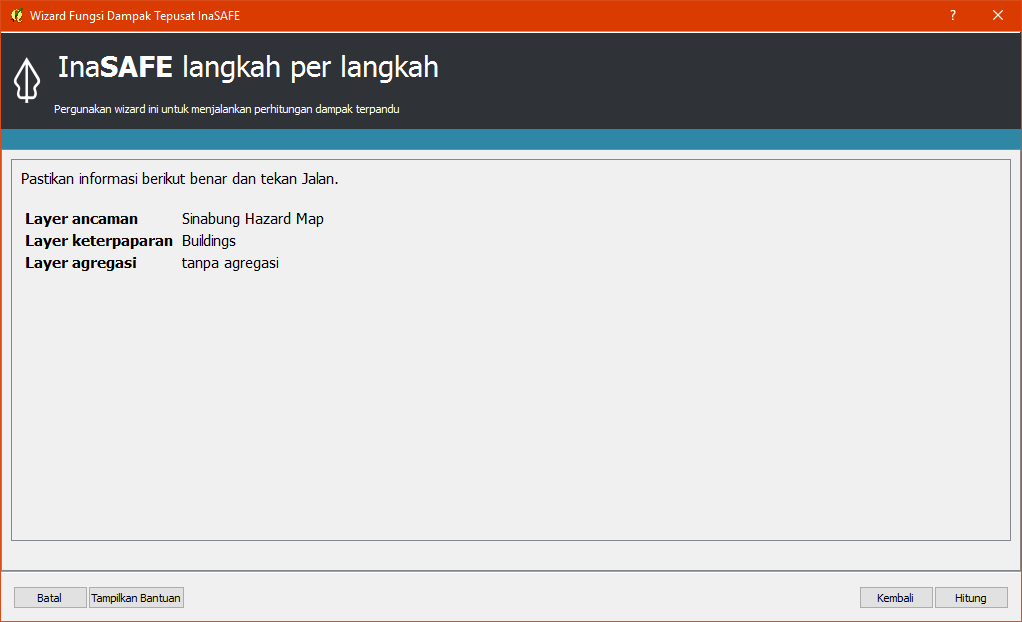 Wizard Fungsi Dampak Tepusat InaSAFE
?
InaSAFE langkah per langkah
Pergunakan wizard ini untuk menjalankan perhitungan dampak terpandu
Pastikan informasi berikut benar dan tekan Jalan.
Layer ancaman Sinabung Hazard Map
Layer keterpaparan Buildings
Layer agregasi tanpa agregasi
Batal Tampilkan Bantuan Kembali Hitung